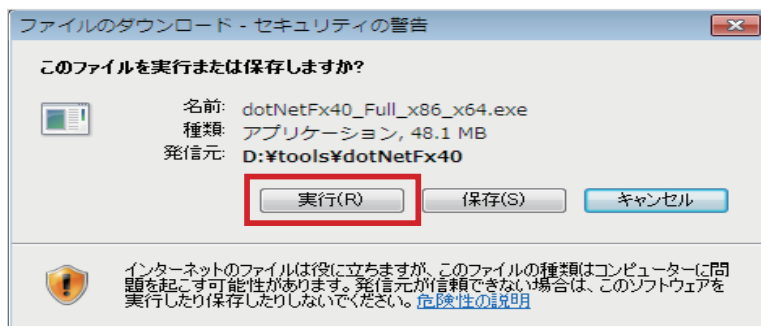 ファイルのダウンロード - セキュリティの警告
このファイルを実行または保存しますか?
名前: dotNetFx40_Full_x86_x64.exe
種類: アプリケーション, 48.1 MB
発信元: D:¥tools¥dotNetFx40
実行(R) 保存(S) キャンセル
インターネットのファイルは役に立ちますが、このファイルの種類はコンピューターに問
題を起こす可能性があります。発信元が信頼できない場合は、このソフトウェアを
実行したり保存したりしないでください。危険性の説明